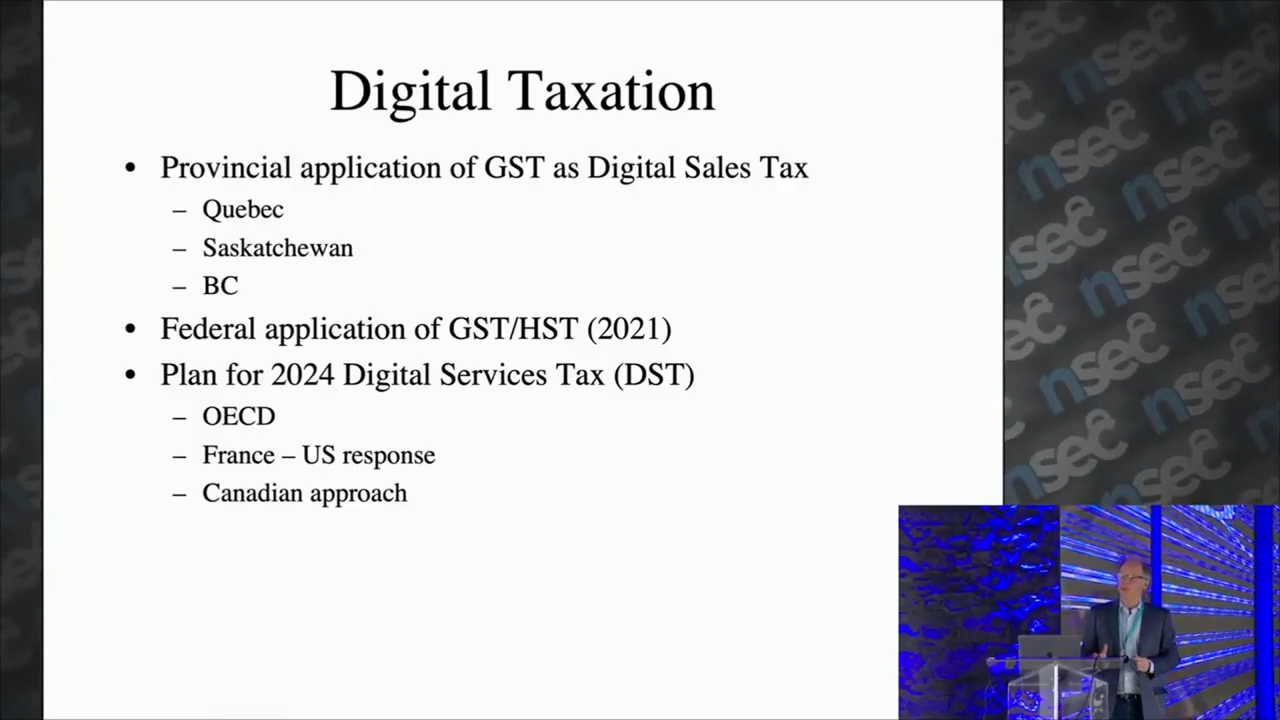 Digital Taxation
• Provincial application of GST as Digital Sales Tax
– Quebec
– Saskatchewan
– BC
• Federal application of GST/HST (2021)
• Plan for 2024 Digital Services Tax (DST)
– OECD
– France – US response
– Canadian approach
nsec